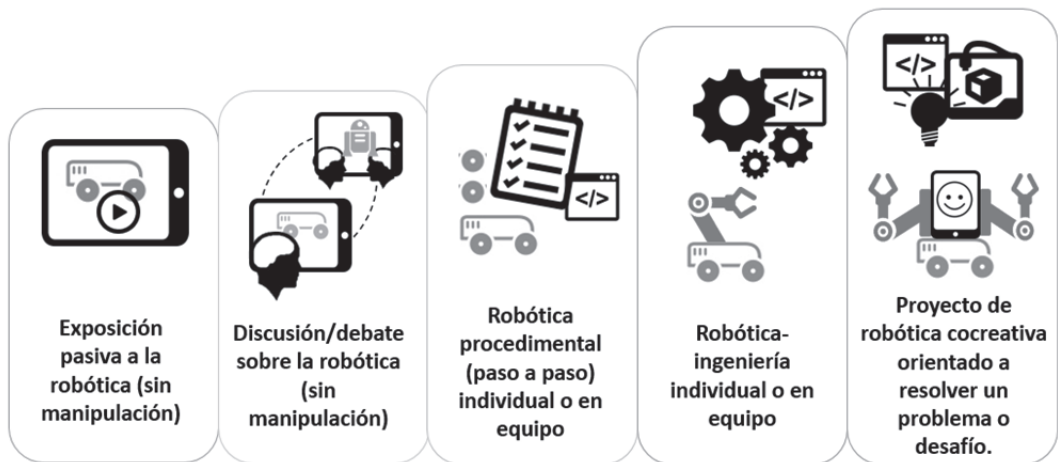 Exposición
pasiva a la
robótica (sin
manipulación)
Discusión/debate
sobre la robótica
(sin
manipulación)
</>
Robótica
procedimental
(paso a paso)
individual o en
equipo
</>
Robótica-
ingeniería
individual o en
equipo
</>
Proyecto de
robótica cocreativa
orientado a
resolver un
problema o
desafío.